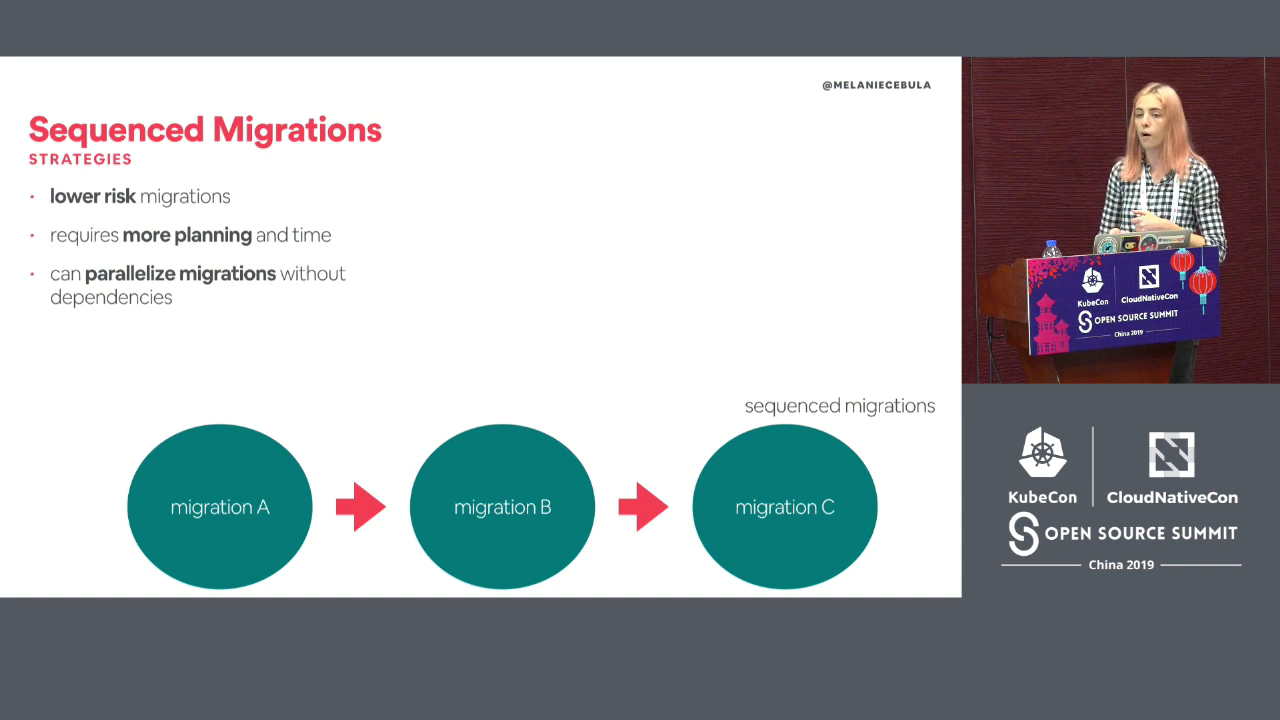 @MELANIECEBULA
Sequenced Migrations
STRATEGIES
• lower risk migrations
• requires more planning and time
• can parallelize migrations without
dependencies
sequenced migrations
migration A
migration B
migration C
KubeCon
CloudNativeCon
OPEN SOURCE SUMMIT
China 2019
KubeCon
CloudNativeCon
OPEN SOURCE SUMMIT
China 2019